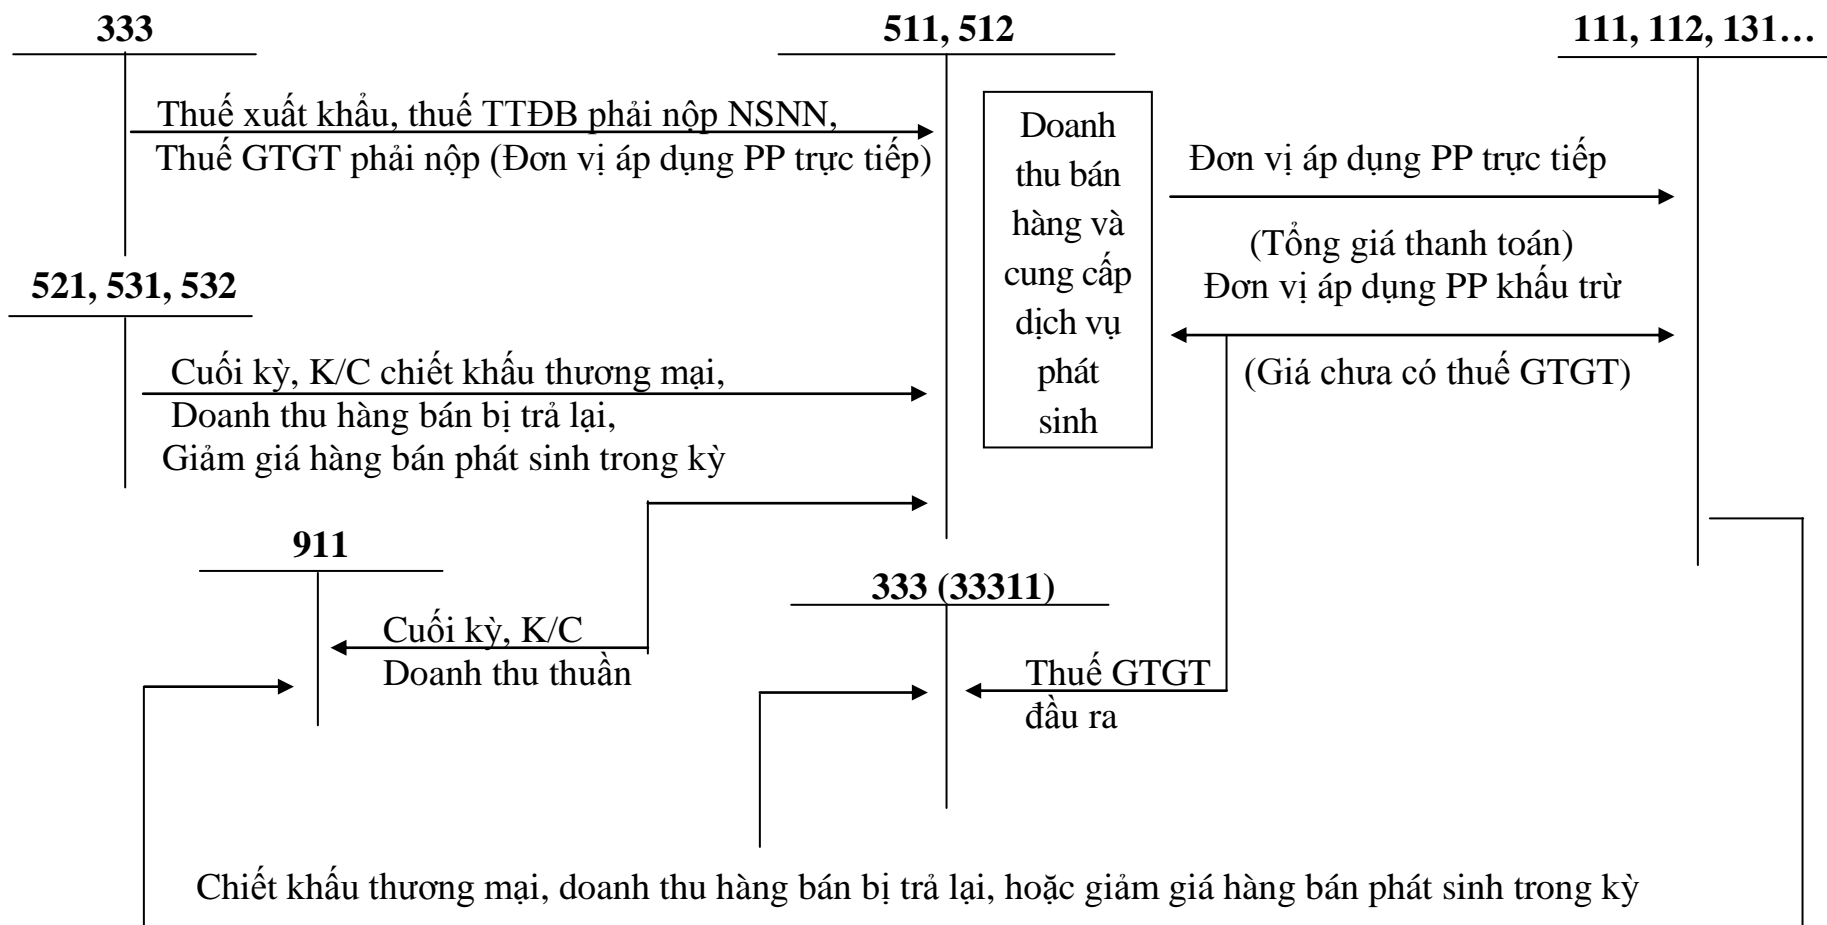 333
511, 512
111, 112, 131…
Thuế xuất khẩu, thuế TTĐB phải nộp NSNN,
Thuế GTGT phải nộp (Đơn vị áp dụng PP trực tiếp)
Doanh
thu bán
hàng và
cung cấp
dịch vụ
phát
sinh
Đơn vị áp dụng PP trực tiếp
(Tổng giá thanh toán)
Đơn vị áp dụng PP khấu trừ
(Giá chưa có thuế GTGT)
521, 531, 532
Cuối kỳ, K/C chiết khấu thương mại,
Doanh thu hàng bán bị trả lại,
Giảm giá hàng bán phát sinh trong kỳ
911
Cuối kỳ, K/C
Doanh thu thuần
333 (33311)
Thuế GTGT
đầu ra
Chiết khấu thương mại, doanh thu hàng bán bị trả lại, hoặc giảm giá hàng bán phát sinh trong kỳ